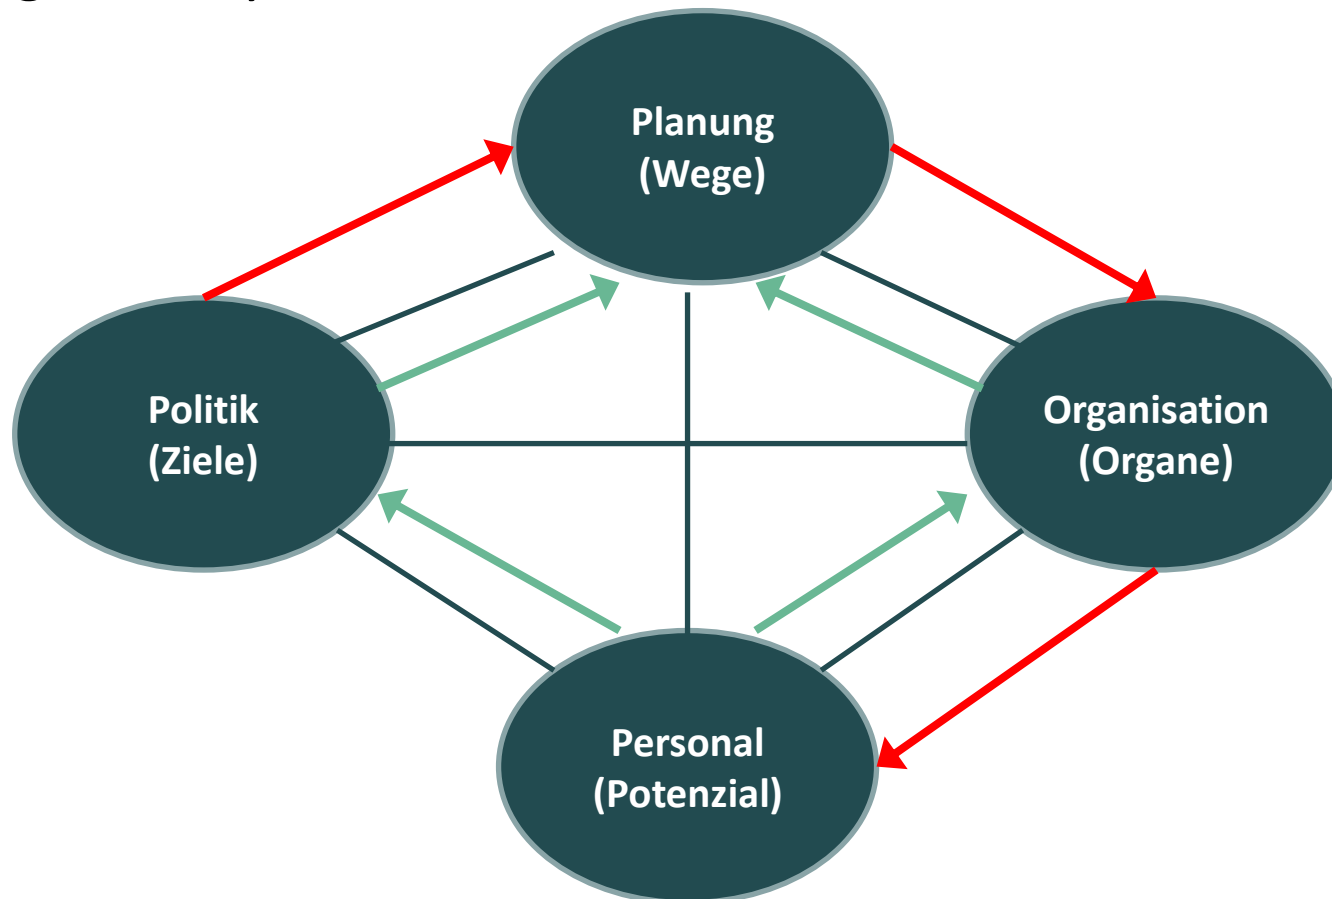 Planung
(Wege)
Politik
(Ziele)
Organisation
(Organe)
Personal
(Potenzial)